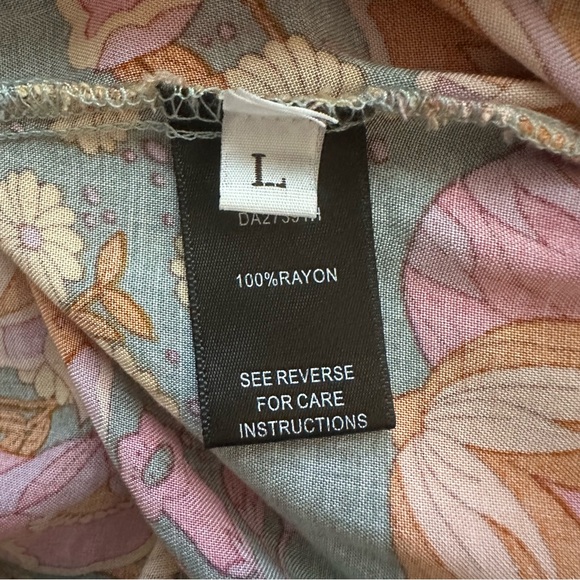 L
100%RAYON
SEE REVERSE
FOR CARE
INSTRUCTIONS